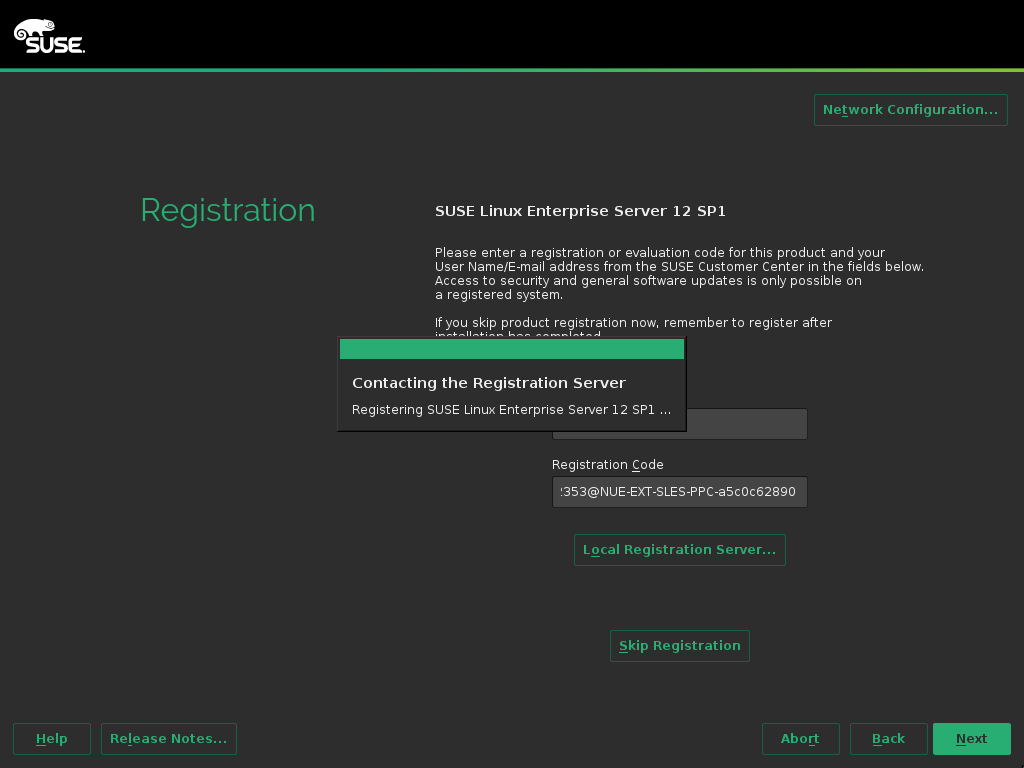 SUSE.
Network Configuration...
Registration
SUSE Linux Enterprise Server 12 SP1
Please enter a registration or evaluation code for this product and your
User Name/E-mail address from the SUSE Customer Center in the fields below.
Access to security and general software updates is only possible on
a registered system.
If you skip product registration now, remember to register after
installation has completed.
Contacting the Registration Server
Registering SUSE Linux Enterprise Server 12 SP1 ...
Registration Code
353@NUE-EXT-SLES-PPC-a5c0c62890
Local Registration Server...
Skip Registration
Help
Release Notes...
Abort
Back
Next